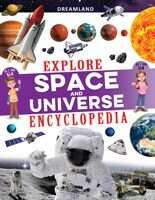 DREAMLAND
EXPLORE
SPACE
AND
UNIVERSE
ENCYCLOPEDIA